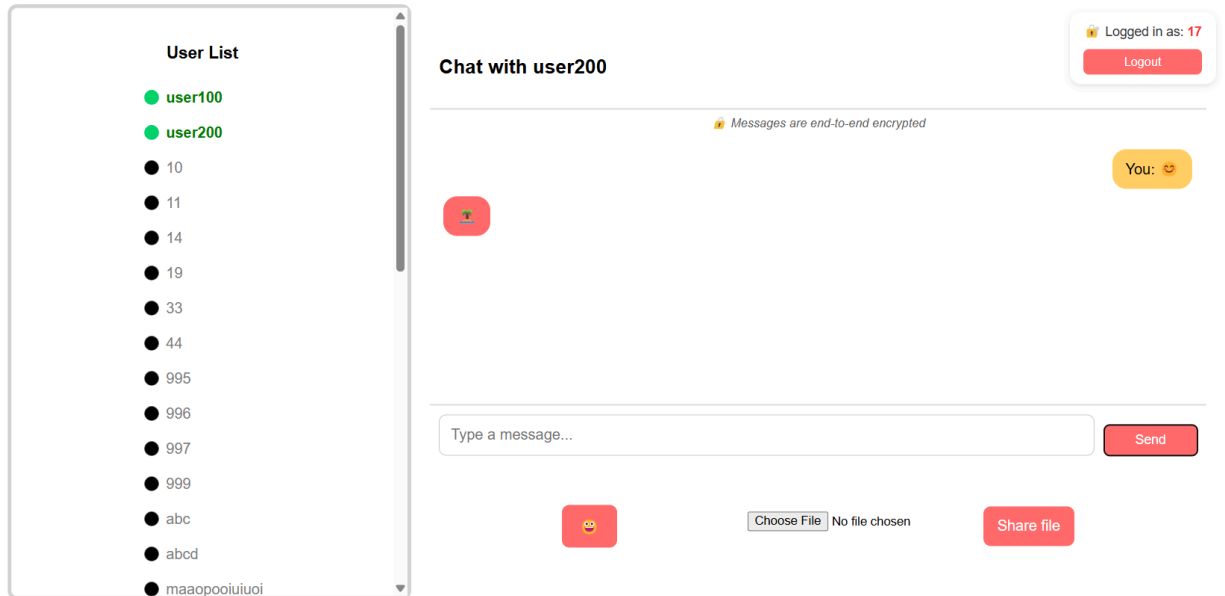 User List
user100
user200
10
11
14
19
33
44
995
996
997
999
abc
abcd
maaopooiuiuoi
Chat with user200
🔐 Logged in as: 17
Logout
🔏 Messages are end-to-end encrypted
You: 😊
🏝️
Type a message...
Send
😀
Choose File No file chosen
Share file